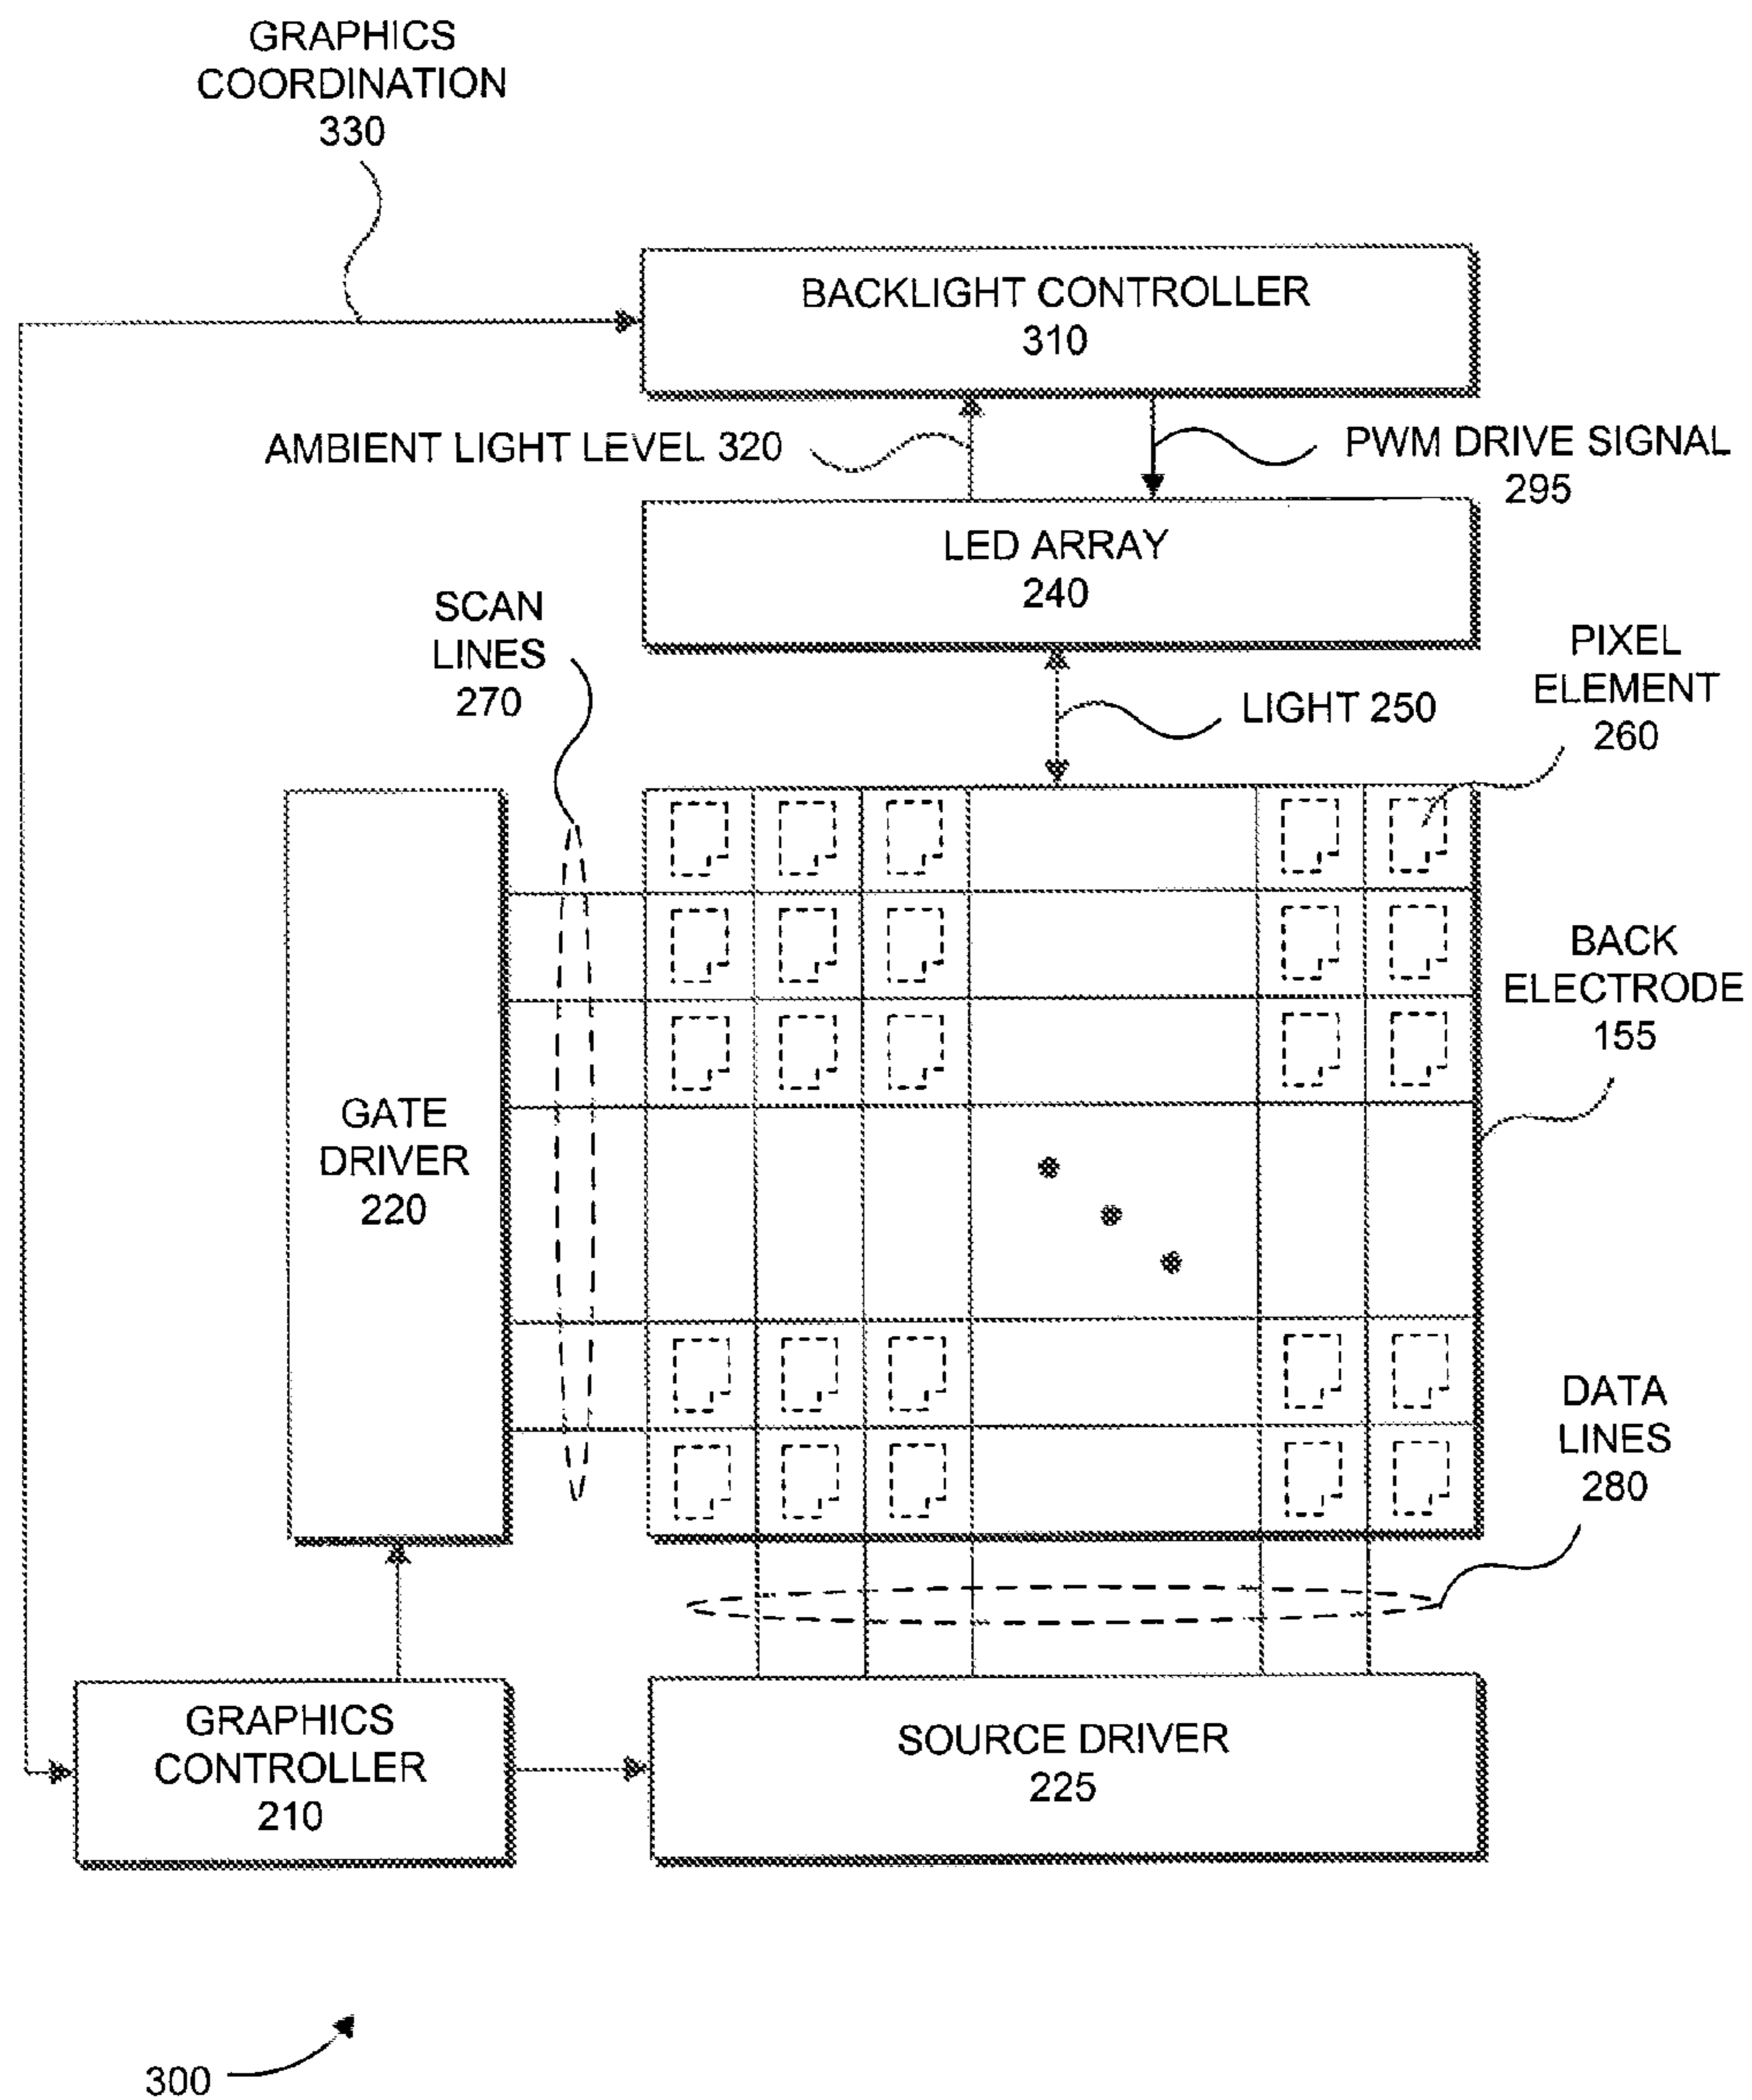 GRAPHICS
COORDINATION
330
BACKLIGHT CONTROLLER
310
AMBIENT LIGHT LEVEL 320
PWM DRIVE SIGNAL
295
LED ARRAY
240
SCAN
LINES
270
PIXEL
ELEMENT
260
LIGHT 250
BACK
ELECTRODE
155
GATE
DRIVER
220
DATA
LINES
280
GRAPHICS
CONTROLLER
210
SOURCE DRIVER
225
300